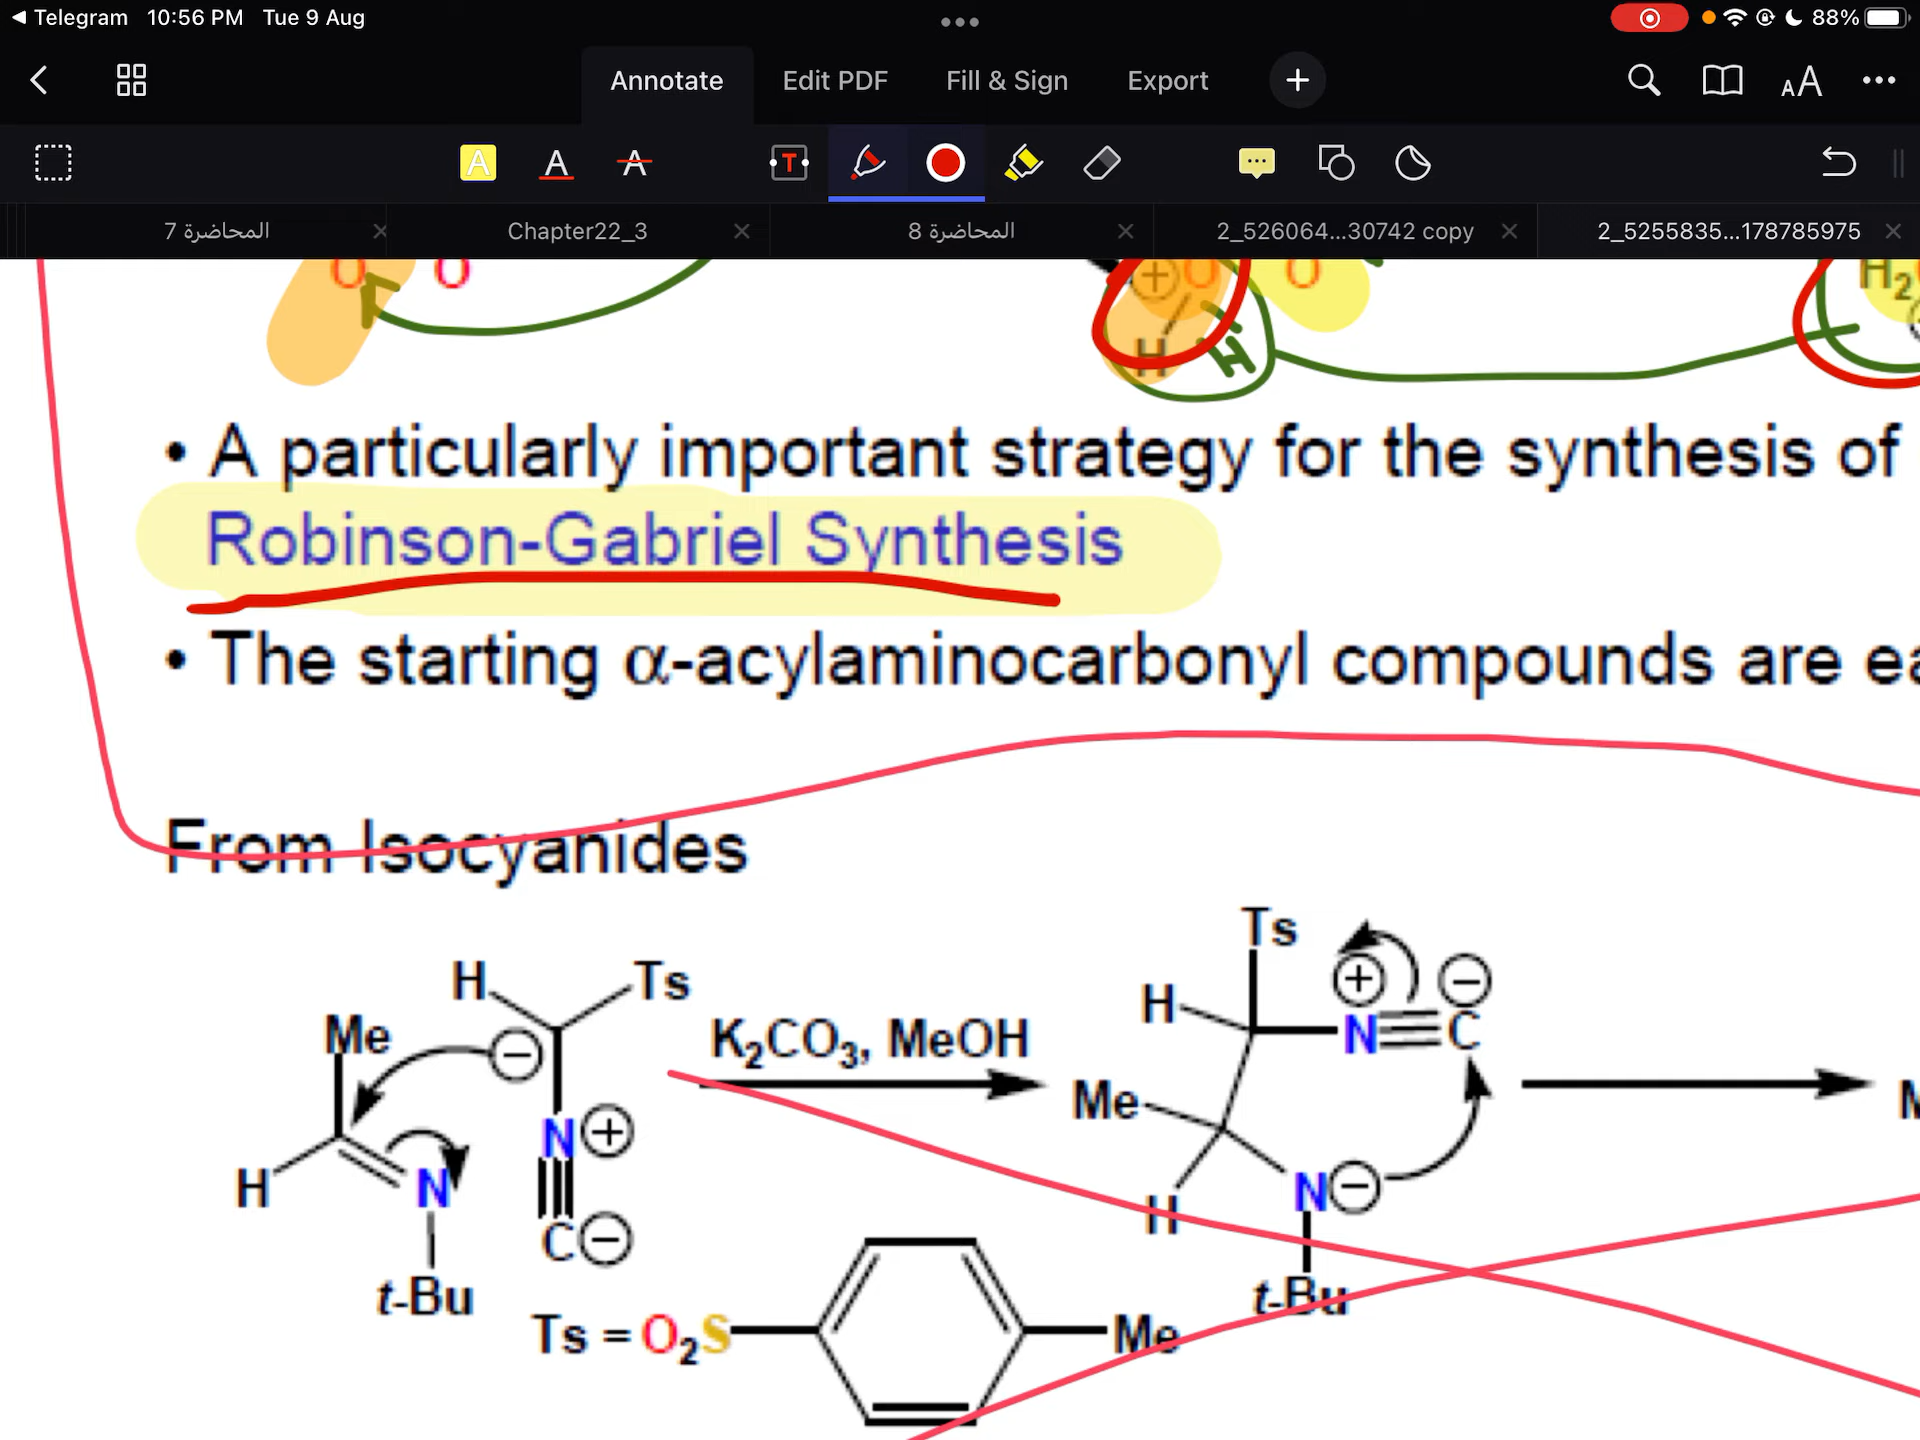 Telegram 10:56 PM Tue 9 Aug 88%
Annotate Edit PDF Fill & Sign Export AA
A A A T
المحاضرة 7 Chapter22_3 المحاضرة 8 2_526064...30742 copy 2_5255835...178785975
O O ⊕ O O H₂
H H
• A particularly important strategy for the synthesis of
Robinson-Gabriel Synthesis
• The starting α-acylaminocarbonyl compounds are ea
From Isocyanides
Ts
H Ts ⊕ ⊖
Me ⊖ K₂CO₃, MeOH H N≡C
Me M
N⊕
H N N⊖
C⊖ H
t-Bu t-Bu
Ts = O₂S Me